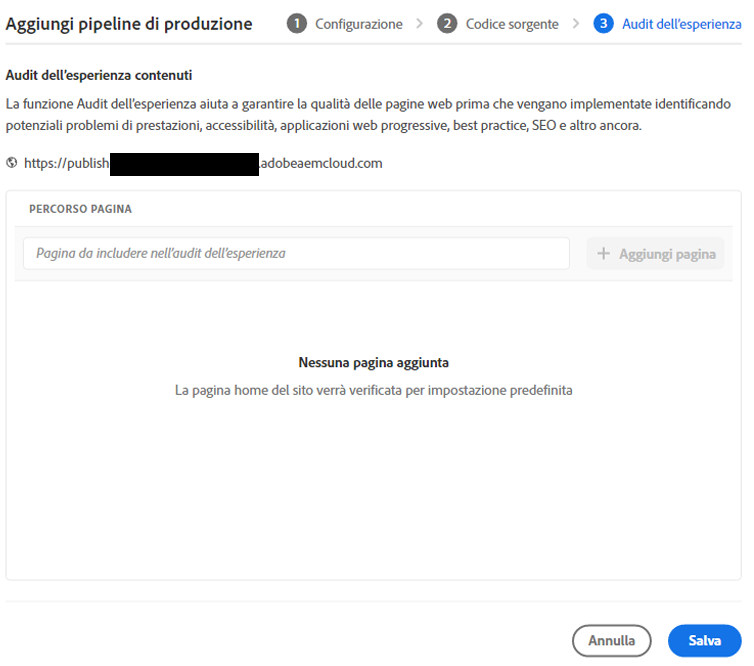 Aggiungi pipeline di produzione 1 Configurazione > 2 Codice sorgente > 3 Audit dell'esperienza
Audit dell'esperienza contenuti
La funzione Audit dell'esperienza aiuta a garantire la qualità delle pagine web prima che vengano implementate identificando
potenziali problemi di prestazioni, accessibilità, applicazioni web progressive, best practice, SEO e altro ancora.
https://publish .adobeaemcloud.com
PERCORSO PAGINA
Pagina da includere nell'audit dell'esperienza + Aggiungi pagina
Nessuna pagina aggiunta
La pagina home del sito verrà verificata per impostazione predefinita
Annulla Salva